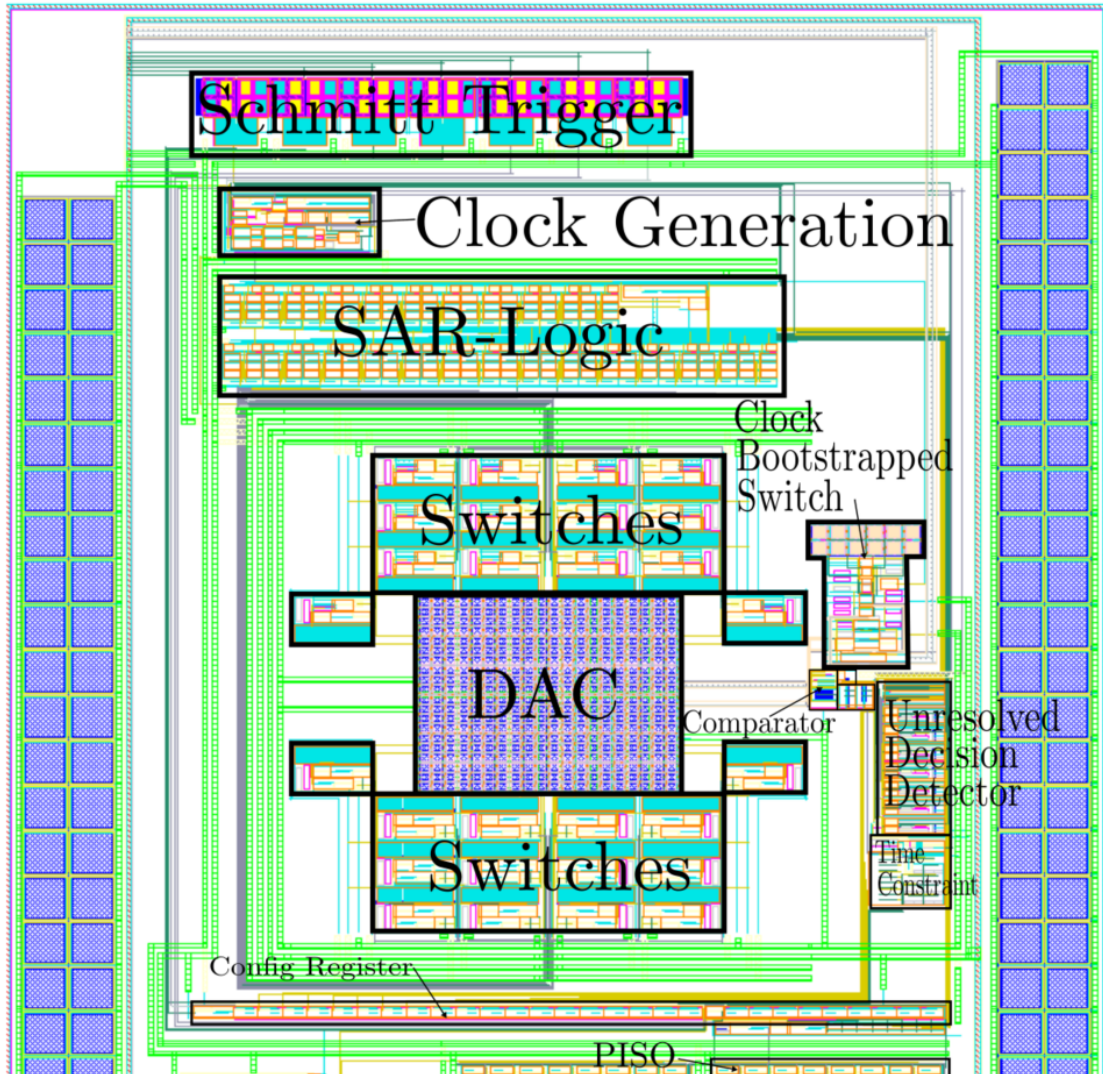 Schmitt Trigger
Clock Generation
SAR-Logic
Clock
Bootstrapped
Switch
Switches
DAC
Comparator
Unresolved
Decision
Detector
Time
Constraint
Switches
Config Register
PISO